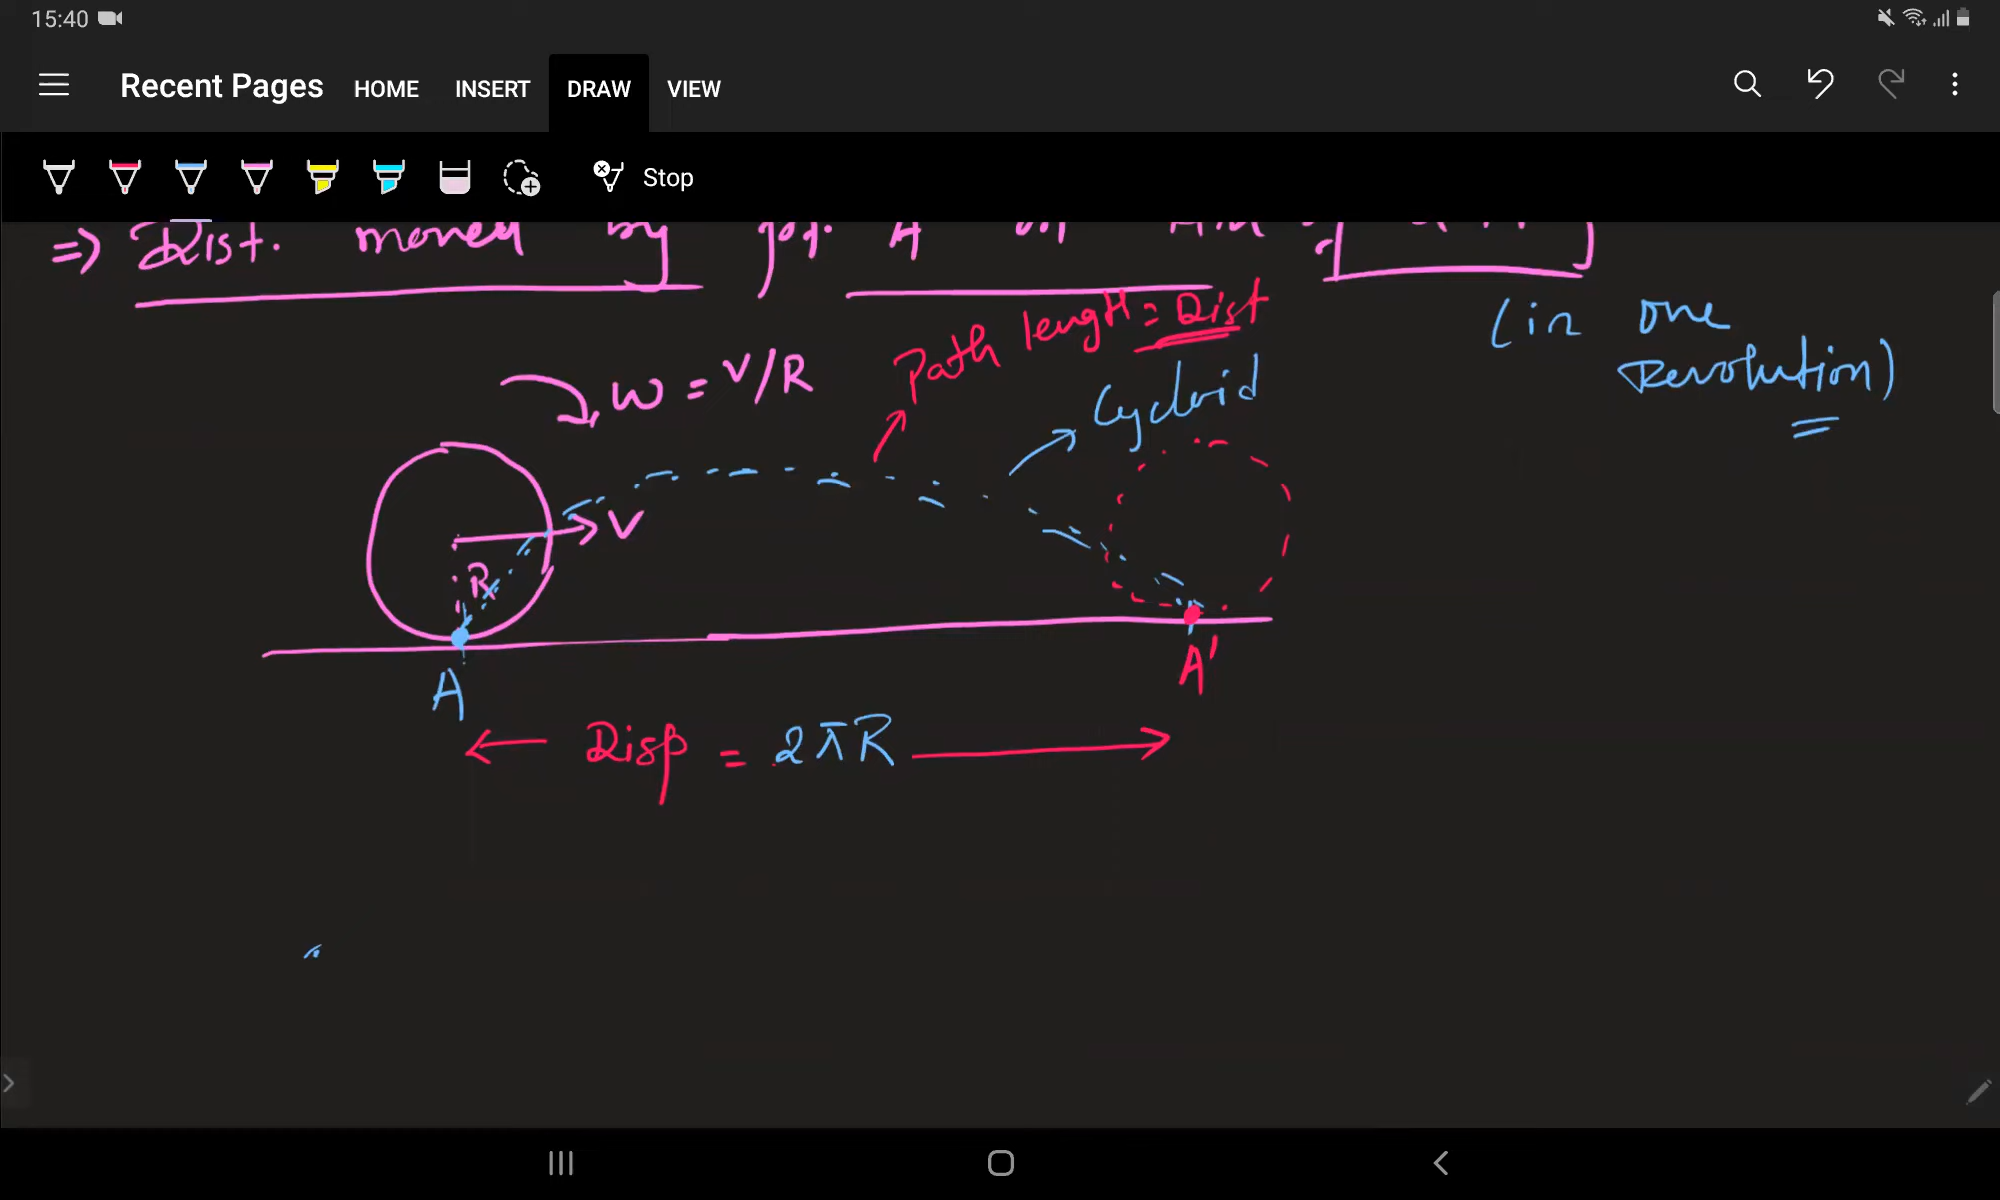 15:40
Recent Pages HOME INSERT DRAW VIEW
Stop
=> Dist. moved by pt. A
Path length = Dist
(in one
Revolution)
ω = V/R
Cycloid
V
R
A
A'
Disp = 2πR